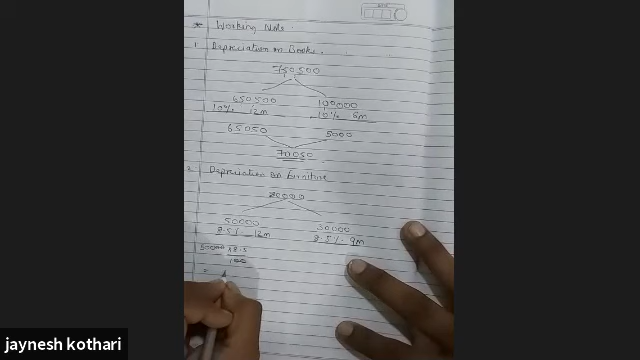 * Working Note.
1 Depreciation on Books.
750500
650500 100000
10% 12m 10% 6m
65050 5000
70050
2. Depreciation on Furniture
80000
50000 30000
8.5% 12m 8.5% 9m
50000 x 8.5
100
=
jaynesh kothari